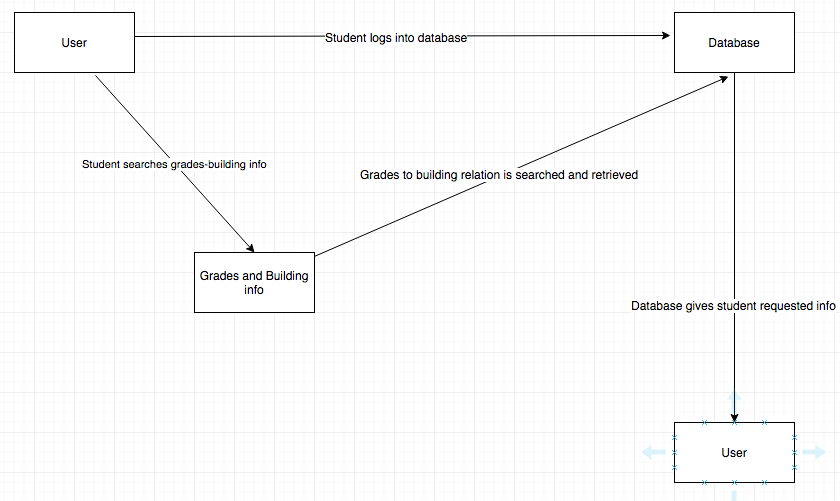 User
Student logs into database
Database
Student searches grades-building info
Grades to building relation is searched and retrieved
Grades and Building
info
Database gives student requested info
User